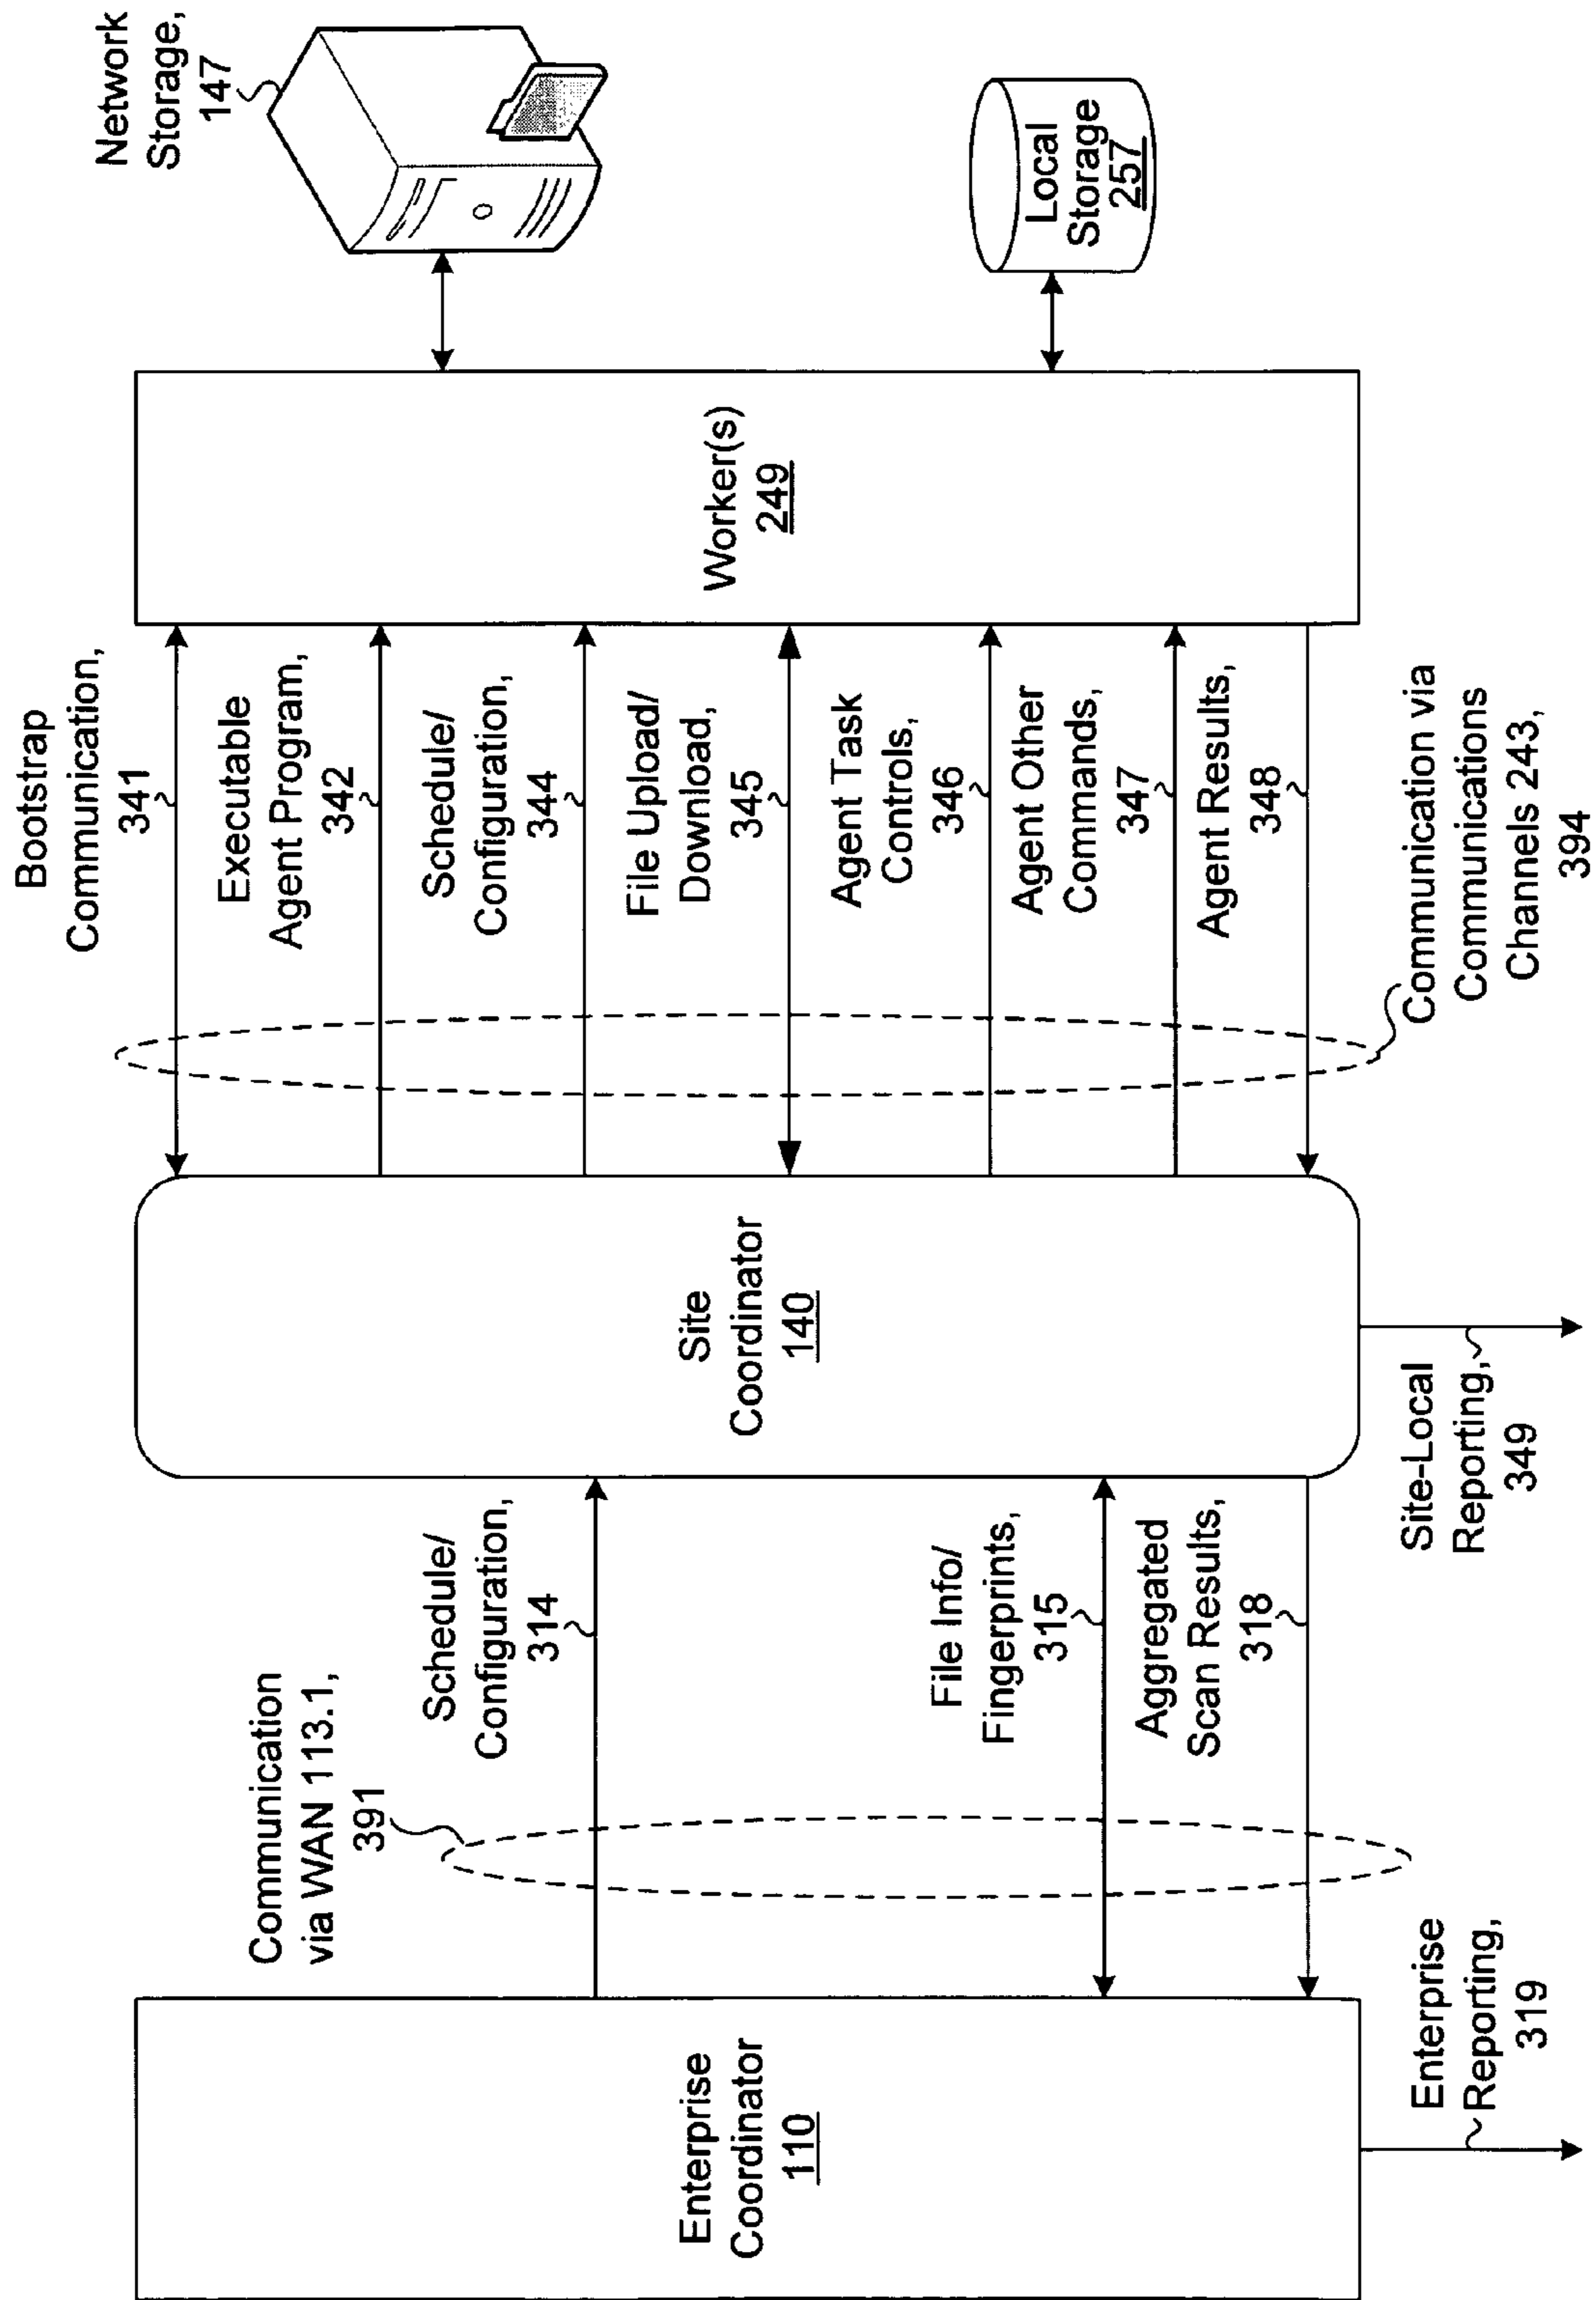 Enterprise
Coordinator
110
Enterprise
Reporting,
319
Communication
via WAN 113.1,
391
Schedule/
Configuration,
314
File Info/
Fingerprints,
315
Aggregated
Scan Results,
318
Site
Coordinator
140
Site-Local
Reporting,
349
Bootstrap
Communication,
341
Executable
Agent Program,
342
Schedule/
Configuration,
344
File Upload/
Download,
345
Agent Task
Controls,
346
Agent Other
Commands,
347
Agent Results,
348
Communication via
Communications
Channels 243,
394
Worker(s)
249
Network
Storage,
147
Local
Storage
257